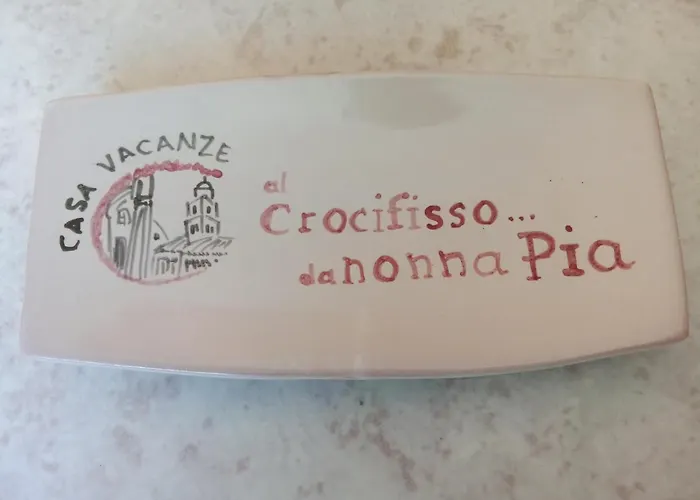 CASA VACANZE
al
Crocifisso...
da nonna Pia